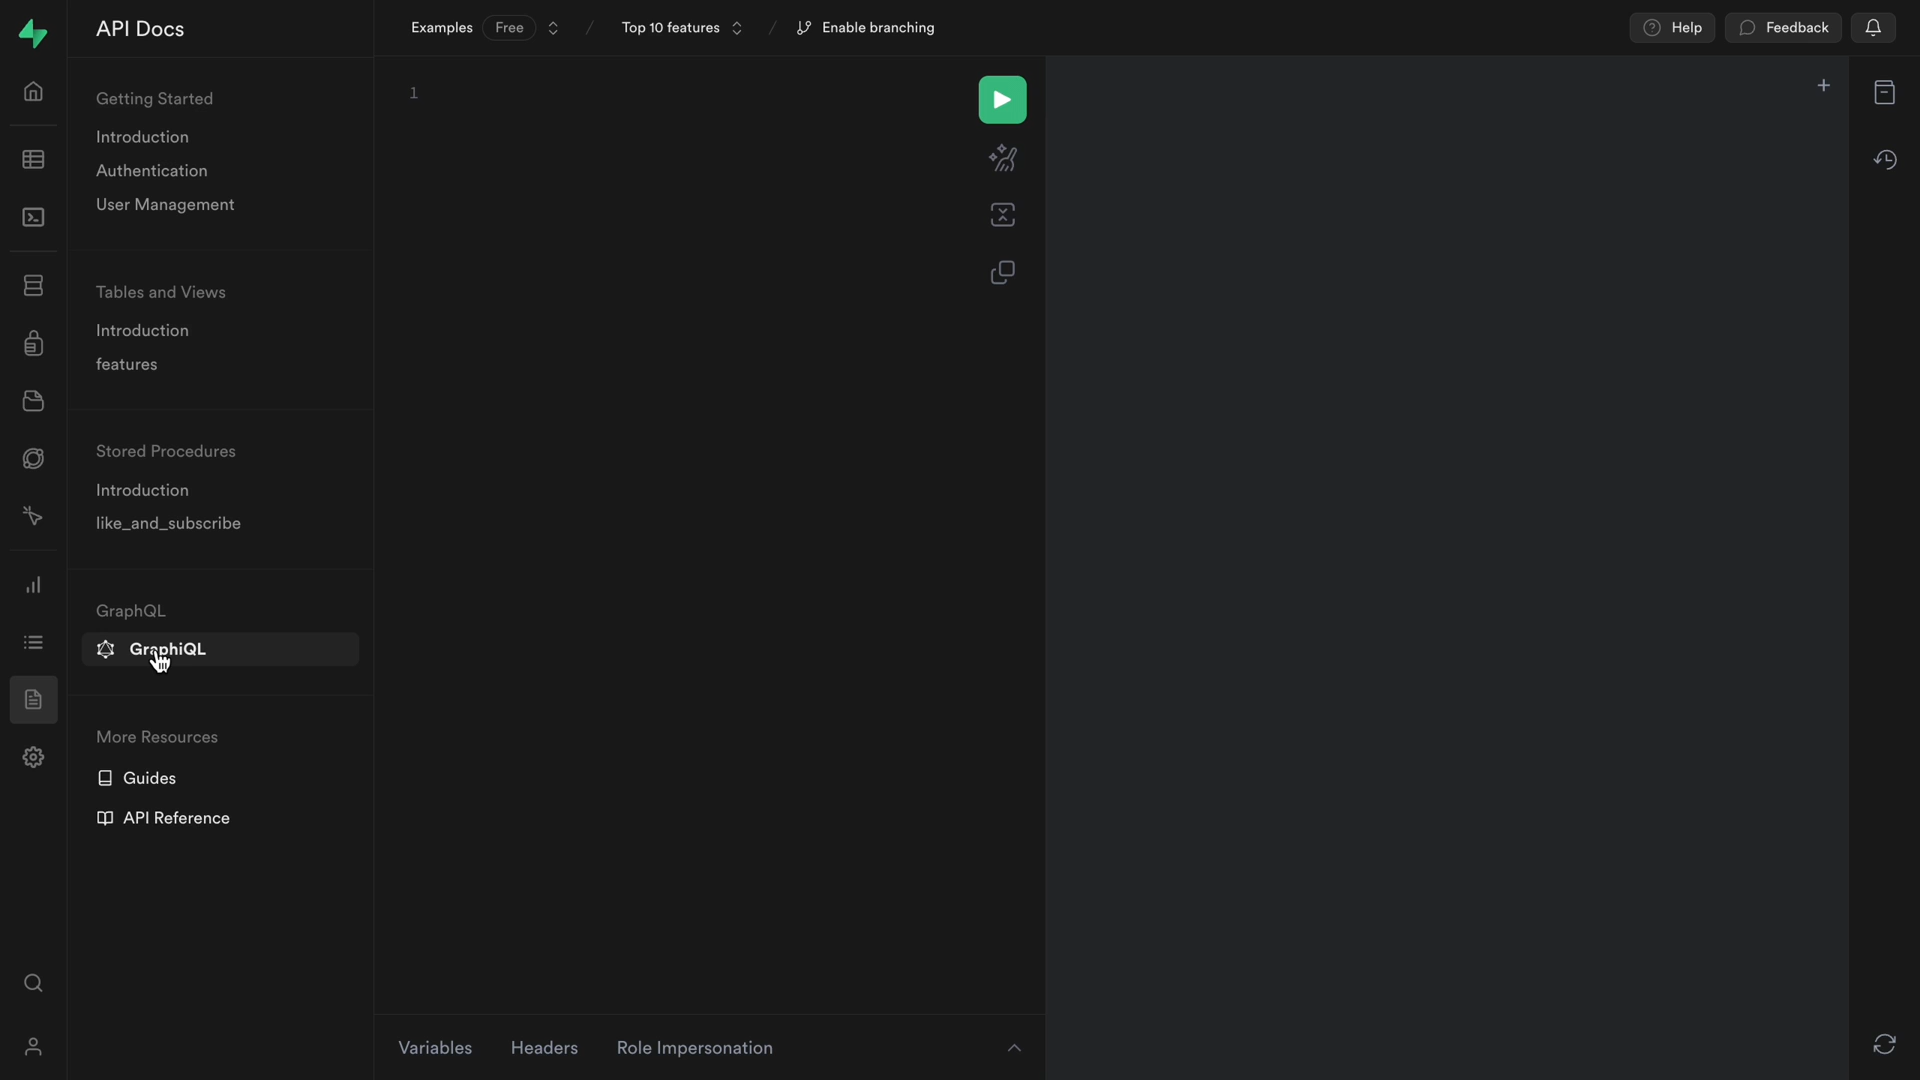 API Docs
Examples Free / Top 10 features / Enable branching
Help
Feedback
Getting Started
Introduction
Authentication
User Management
Tables and Views
Introduction
features
Stored Procedures
Introduction
like_and_subscribe
GraphQL
GraphiQL
More Resources
Guides
API Reference
1
Variables Headers Role Impersonation